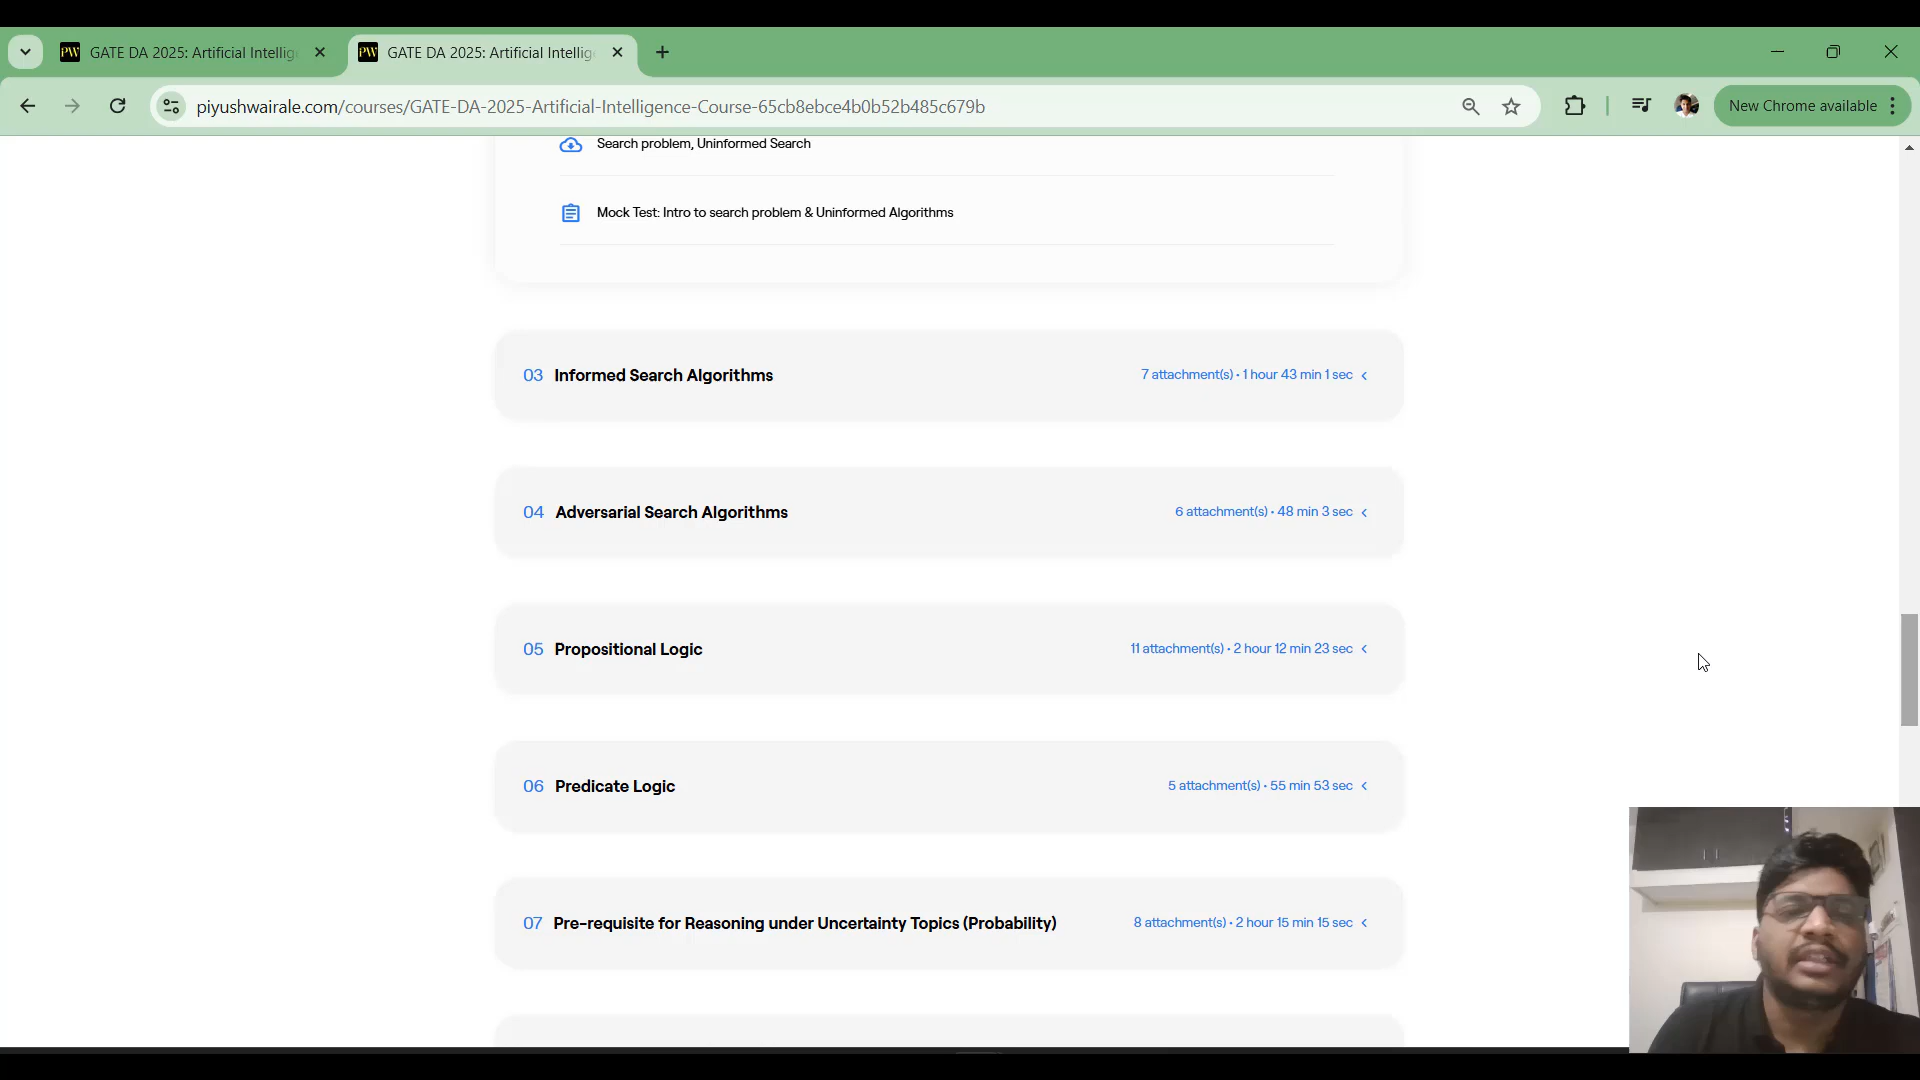 GATE DA 2025: Artificial Intellig
GATE DA 2025: Artificial Intellig
piyushwairale.com/courses/GATE-DA-2025-Artificial-Intelligence-Course-65cb8ebce4b0b52b485c679b
New Chrome available
Search problem, Uninformed Search
Mock Test: Intro to search problem & Uninformed Algorithms
03 Informed Search Algorithms 7 attachment(s) • 1 hour 43 min 1 sec
04 Adversarial Search Algorithms 6 attachment(s) • 48 min 3 sec
05 Propositional Logic 11 attachment(s) • 2 hour 12 min 23 sec
06 Predicate Logic 5 attachment(s) • 55 min 53 sec
07 Pre-requisite for Reasoning under Uncertainty Topics (Probability) 8 attachment(s) • 2 hour 15 min 15 sec